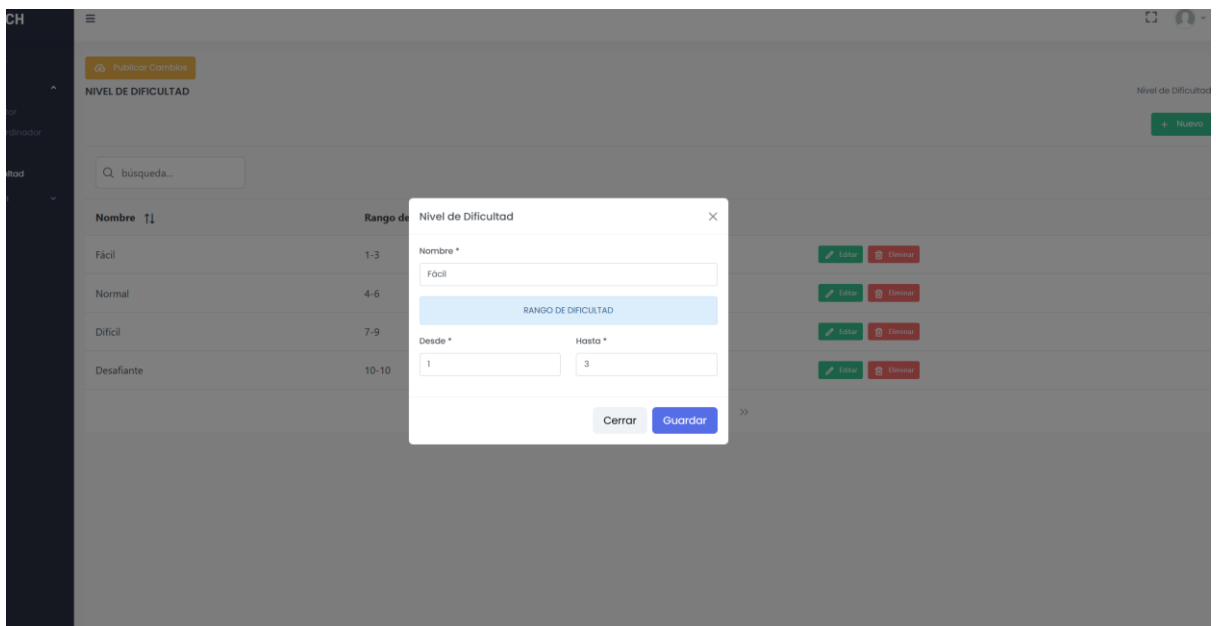 CH
Publicar Cambios
NIVEL DE DIFICULTAD
Nivel de Dificultad
+ Nuevo
rdinador
búsqueda...
Nombre
Rango de
Fácil 1-3 Editar Eliminar
Normal 4-6 Editar Eliminar
Difícil 7-9 Editar Eliminar
Desafiante 10-10 Editar Eliminar
Nivel de Dificultad
Nombre *
Fácil
RANGO DE DIFICULTAD
Desde * Hasta *
1 3
Cerrar Guardar